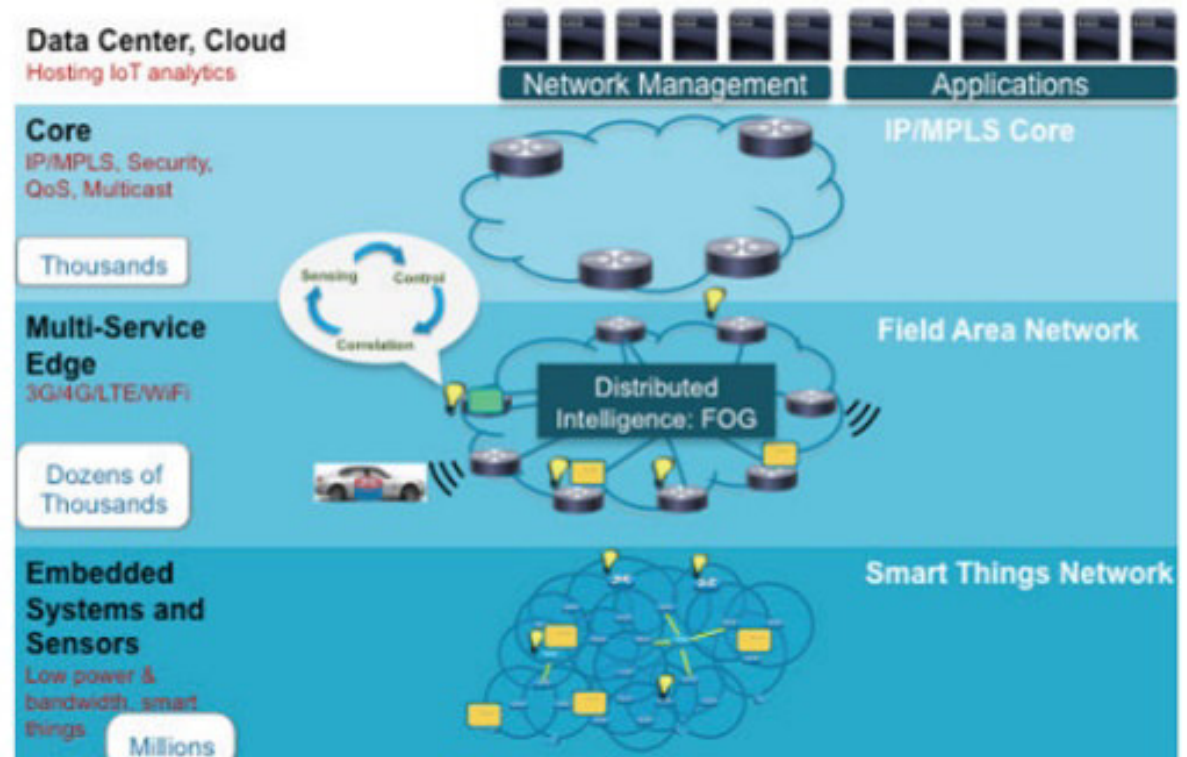 Data Center, Cloud
Hosting IoT analytics
Network Management
Applications
Core
IP/MPLS, Security,
QoS, Multicast
IP/MPLS Core
Thousands
Sensing
Control
Correlation
Multi-Service
Edge
3G/4G/LTE/WiFi
Field Area Network
Distributed
Intelligence: FOG
Dozens of
Thousands
Embedded
Systems and
Sensors
Low power &
bandwidth, smart
things
Smart Things Network
Millions